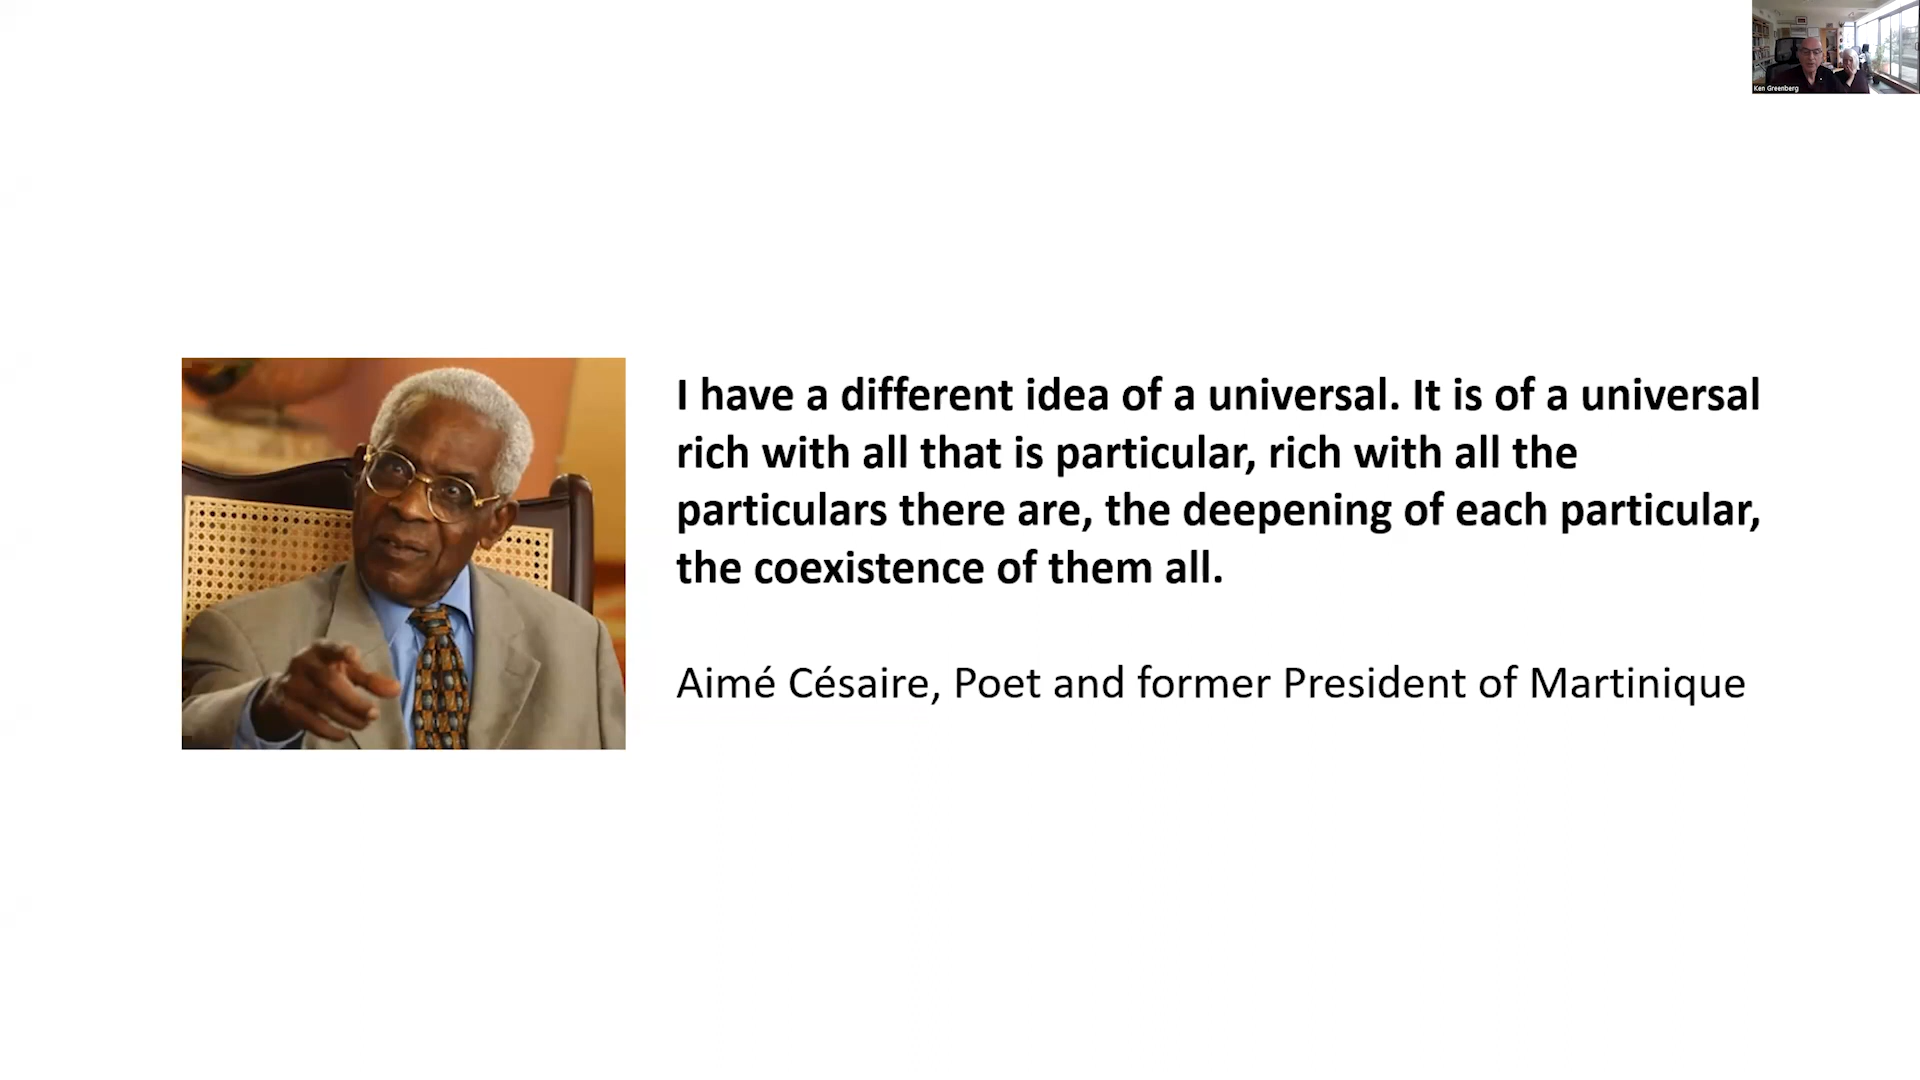 Ken Greenberg
I have a different idea of a universal. It is of a universal
rich with all that is particular, rich with all the
particulars there are, the deepening of each particular,
the coexistence of them all.
Aimé Césaire, Poet and former President of Martinique